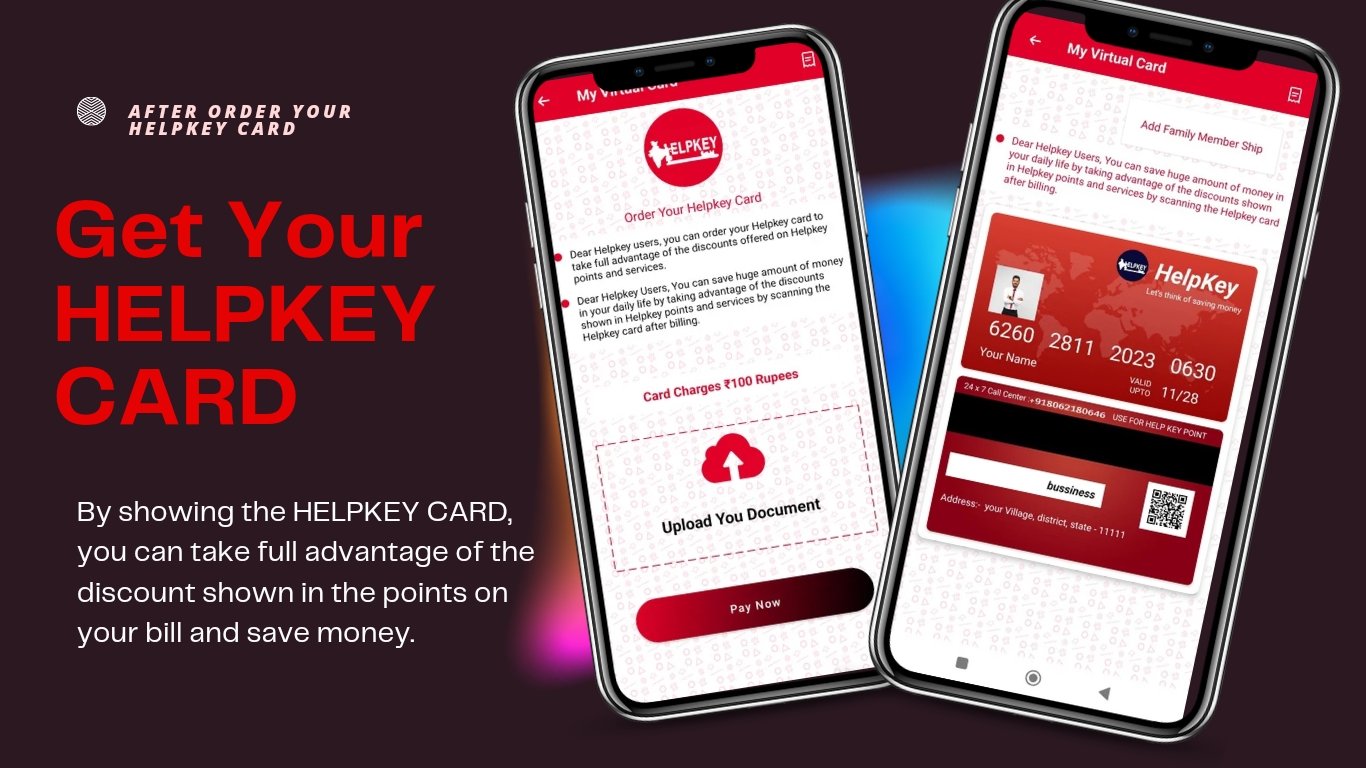 AFTER ORDER YOUR
HELPKEY CARD
Get Your
HELPKEY
CARD
By showing the HELPKEY CARD,
you can take full advantage of the
discount shown in the points on
your bill and save money.
My Virtual Card
HELPKEY
Order Your Helpkey Card
Dear Helpkey users, you can order your Helpkey card to
take full advantage of the discounts offered on Helpkey
points and services.
Dear Helpkey Users, You can save huge amount of money
in your daily life by taking advantage of the discounts
shown in Helpkey points and services by scanning the
Helpkey card after billing.
Card Charges ₹100 Rupees
Upload You Document
Pay Now
My Virtual Card
Add Family Member Ship
Dear Helpkey Users, You can save huge amount of money in
your daily life by taking advantage of the discounts shown
in Helpkey points and services by scanning the Helpkey card
after billing.
HELPKEY
HelpKey
Let's think of saving money
6260 2811 2023 0630
Your Name
VALID
UPTO 11/28
24 x 7 Call Center :+918062180646 USE FOR HELP KEY POINT
bussiness
Address:- your Village, district, state - 11111